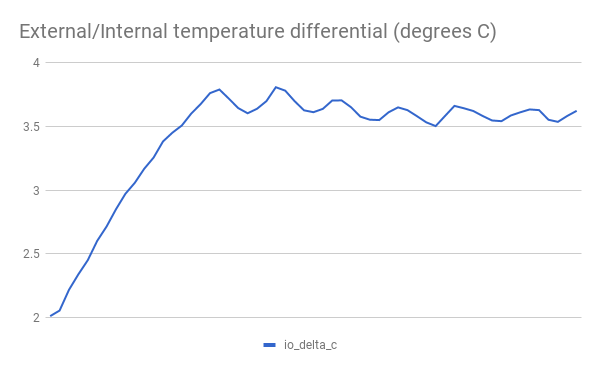 External/Internal temperature differential (degrees C)
4
3.5
3
2.5
2
io_delta_c